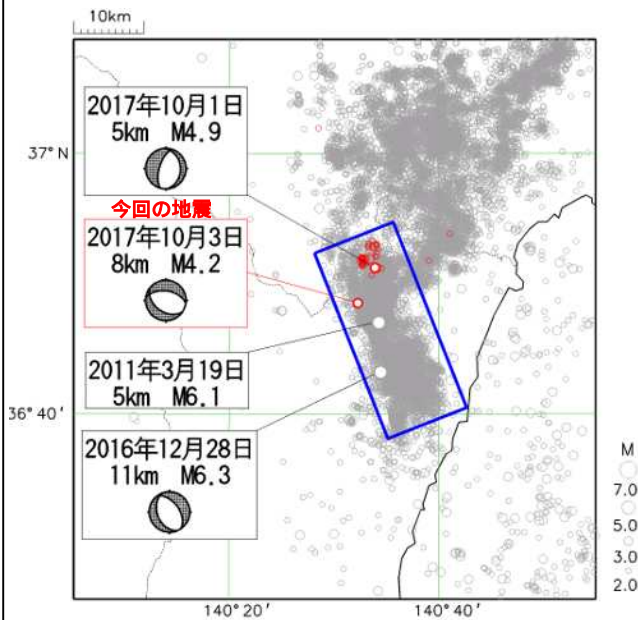 10km
2017年10月1日
5km M4.9
37° N
今回の地震
2017年10月3日
8km M4.2
2011年3月19日
5km M6.1
36° 40'
2016年12月28日
11km M6.3
M
7.0
5.0
3.0
2.0
140° 20'
140° 40'